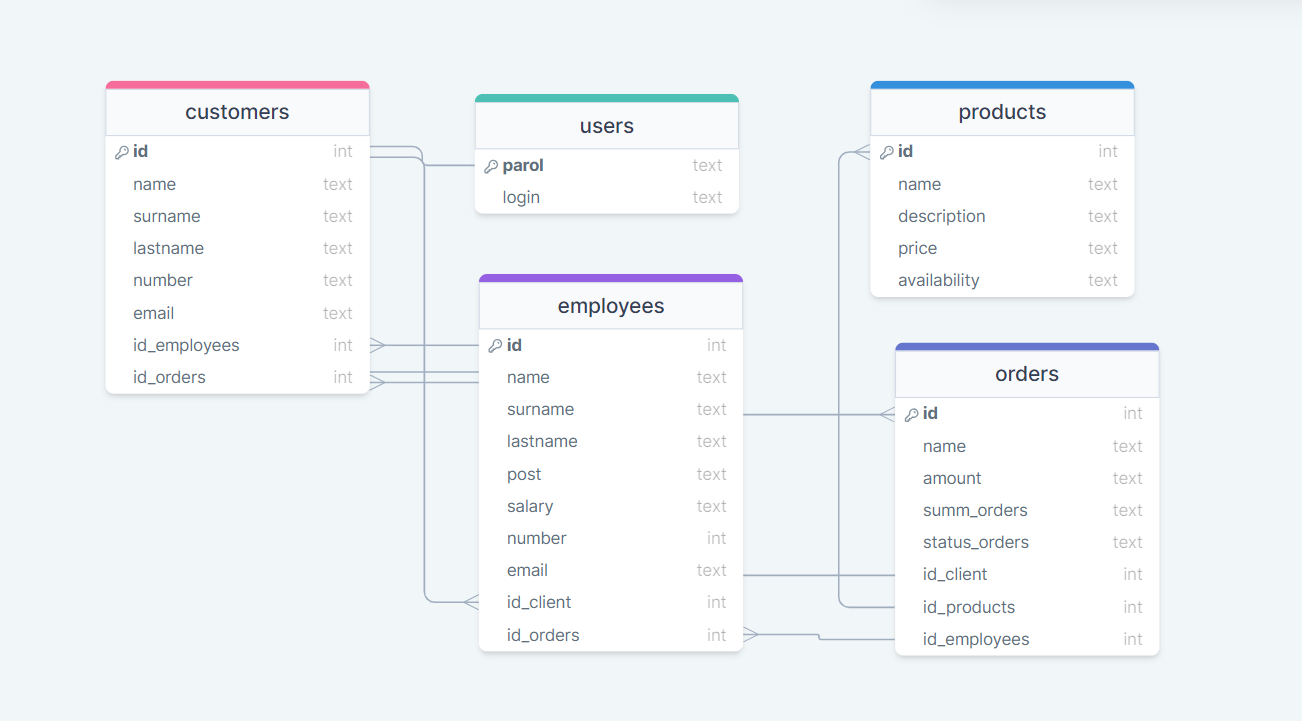 customers
id int
name text
surname text
lastname text
number text
email text
id_employees int
id_orders int
users
parol text
login text
employees
id int
name text
surname text
lastname text
post text
salary text
number int
email text
id_client int
id_orders int
products
id int
name text
description text
price text
availability text
orders
id int
name text
amount text
summ_orders text
status_orders text
id_client int
id_products int
id_employees int